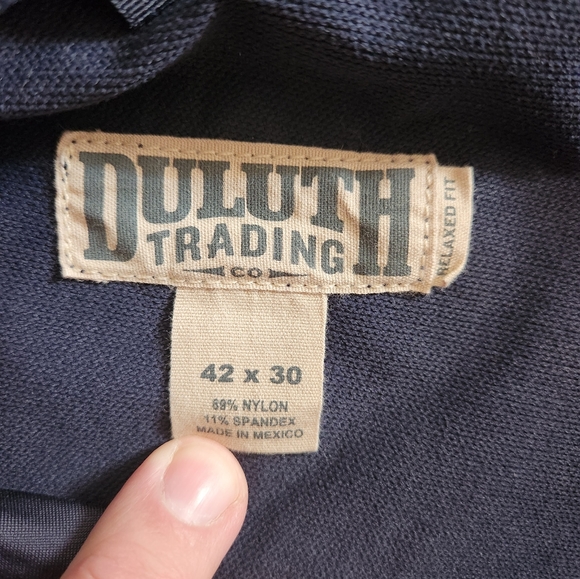 DULUTH
TRADING
CO
RELAXED FIT
42 x 30
89% NYLON
11% SPANDEX
MADE IN MEXICO